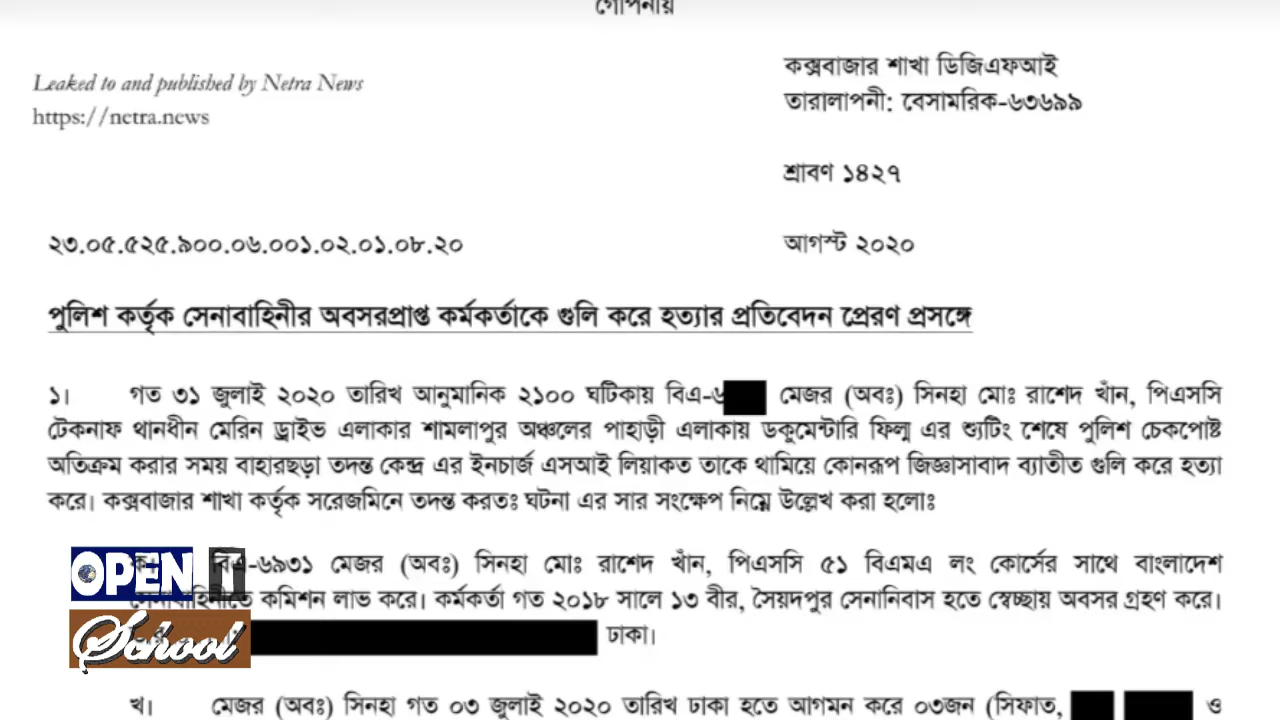 গোপনীয়
Leaked to and published by Netra News
https://netra.news
কক্সবাজার শাখা ডিজিএফআই
তারালাপনী: বেসামরিক-৬৩৬৯৯
শ্রাবণ ১৪২৭
২৩.০৫.৫২৫.৯০০.০৬.০০১.০২.০১.০৮.২০
আগস্ট ২০২০
পুলিশ কর্তৃক সেনাবাহিনীর অবসরপ্রাপ্ত কর্মকর্তাকে গুলি করে হত্যার প্রতিবেদন প্রেরণ প্রসঙ্গে
১। গত ৩১ জুলাই ২০২০ তারিখ আনুমানিক ২১০০ ঘটিকায় বিএ-৬ মেজর (অবঃ) সিনহা মোঃ রাশেদ খাঁন, পিএসসি
টেকনাফ থানধীন মেরিন ড্রাইভ এলাকার শামলাপুর অঞ্চলের পাহাড়ী এলাকায় ডকুমেন্টারি ফিল্ম এর শ্যুটিং শেষে পুলিশ চেকপোষ্ট
অতিক্রম করার সময় বাহারছড়া তদন্ত কেন্দ্র এর ইনচার্জ এসআই লিয়াকত তাকে থামিয়ে কোনরূপ জিজ্ঞাসাবাদ ব্যাতীত গুলি করে হত্যা
করে। কক্সবাজার শাখা কর্তৃক সরেজমিনে তদন্ত করতঃ ঘটনা এর সার সংক্ষেপ নিম্নে উল্লেখ করা হলোঃ
ক। বিএ-৬৯৩১ মেজর (অবঃ) সিনহা মোঃ রাশেদ খাঁন, পিএসসি ৫১ বিএমএ লং কোর্সের সাথে বাংলাদেশ
সেনাবাহিনীতে কমিশন লাভ করে। কর্মকর্তা গত ২০১৮ সালে ১৩ বীর, সৈয়দপুর সেনানিবাস হতে স্বেচ্ছায় অবসর গ্রহণ করে।
ঢাকা।
OPEN IT
School
খ। মেজর (অবঃ) সিনহা গত ০৩ জুলাই ২০২০ তারিখ ঢাকা হতে আগমন করে ০৩জন (সিফাত, ও